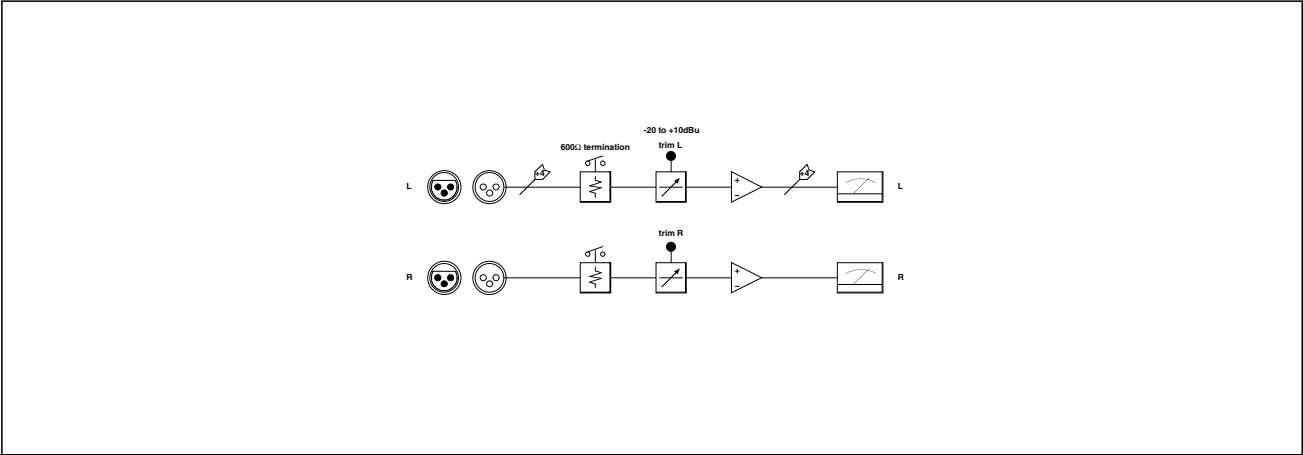 -20 to +10dBu
600Ω termination
trim L
L
+4
+4
L
trim R
R
R